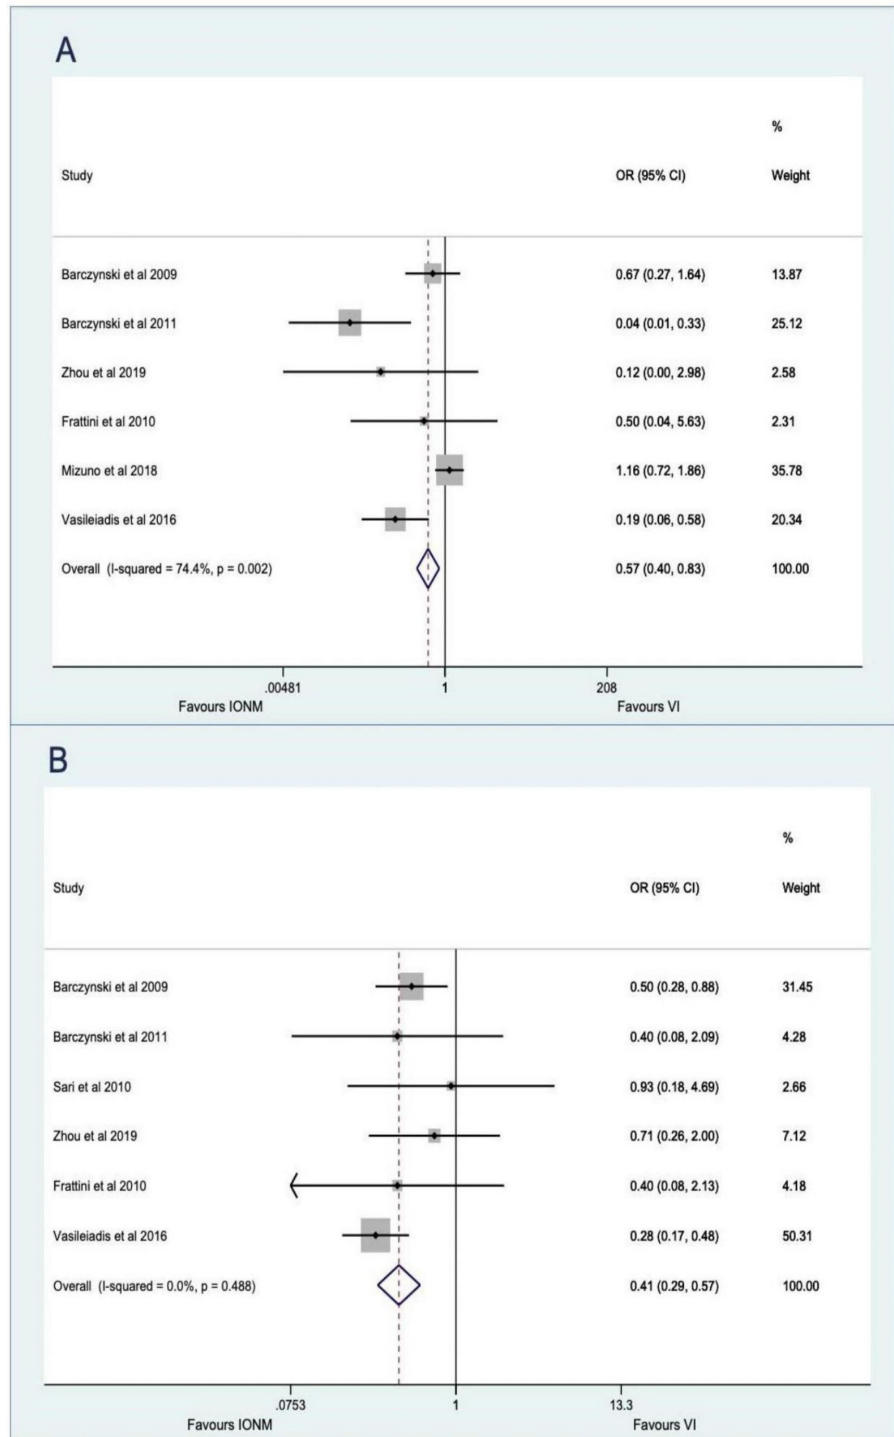 A
%
Study OR (95% CI) Weight
Barczynski et al 2009 0.67 (0.27, 1.64) 13.87
Barczynski et al 2011 0.04 (0.01, 0.33) 25.12
Zhou et al 2019 0.12 (0.00, 2.98) 2.58
Frattini et al 2010 0.50 (0.04, 5.63) 2.31
Mizuno et al 2018 1.16 (0.72, 1.86) 35.78
Vasileiadis et al 2016 0.19 (0.06, 0.58) 20.34
Overall (I-squared = 74.4%, p = 0.002) 0.57 (0.40, 0.83) 100.00
.00481 1 208
Favours IONM Favours VI
B
%
Study OR (95% CI) Weight
Barczynski et al 2009 0.50 (0.28, 0.88) 31.45
Barczynski et al 2011 0.40 (0.08, 2.09) 4.28
Sari et al 2010 0.93 (0.18, 4.69) 2.66
Zhou et al 2019 0.71 (0.26, 2.00) 7.12
Frattini et al 2010 0.40 (0.08, 2.13) 4.18
Vasileiadis et al 2016 0.28 (0.17, 0.48) 50.31
Overall (I-squared = 0.0%, p = 0.488) 0.41 (0.29, 0.57) 100.00
.0753 1 13.3
Favours IONM Favours VI